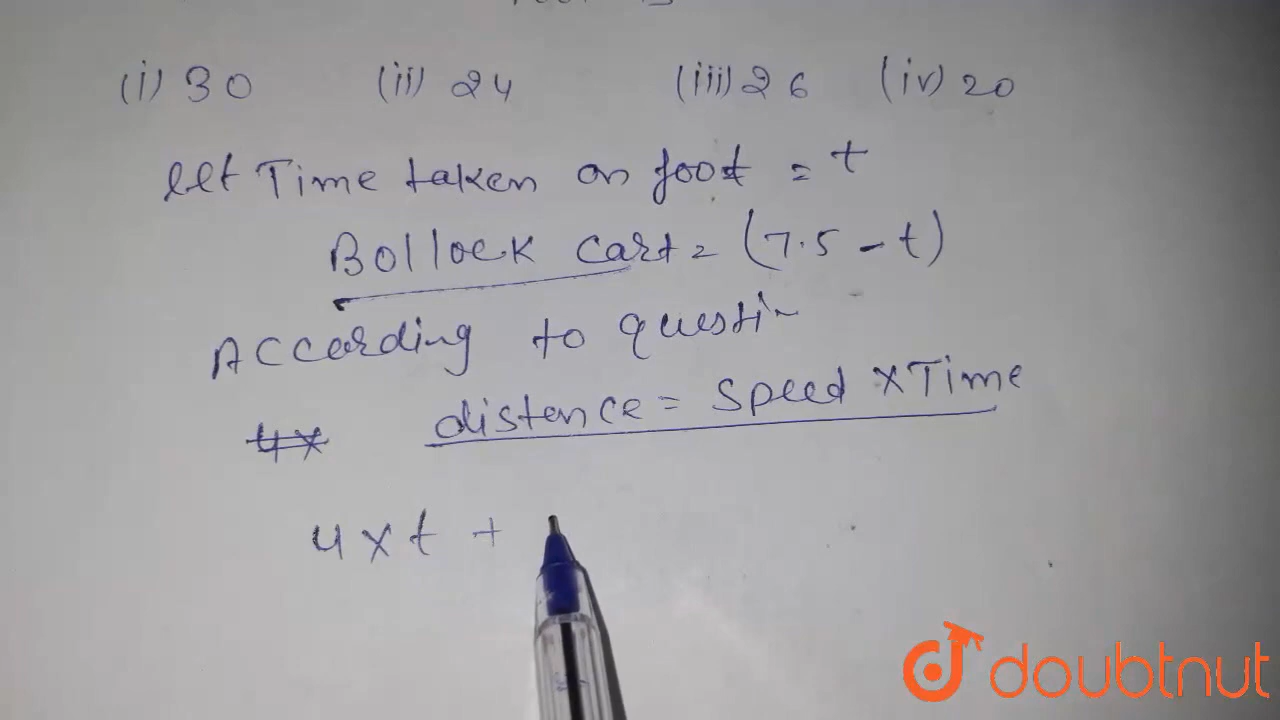 (i) 30 (ii) 24 (iii) 26 (iv) 20
let Time taken on foot = t
Bollock cart = (7.5 - t)
According to questi
distence = speed x Time
4x
4 x t +
doubtnut